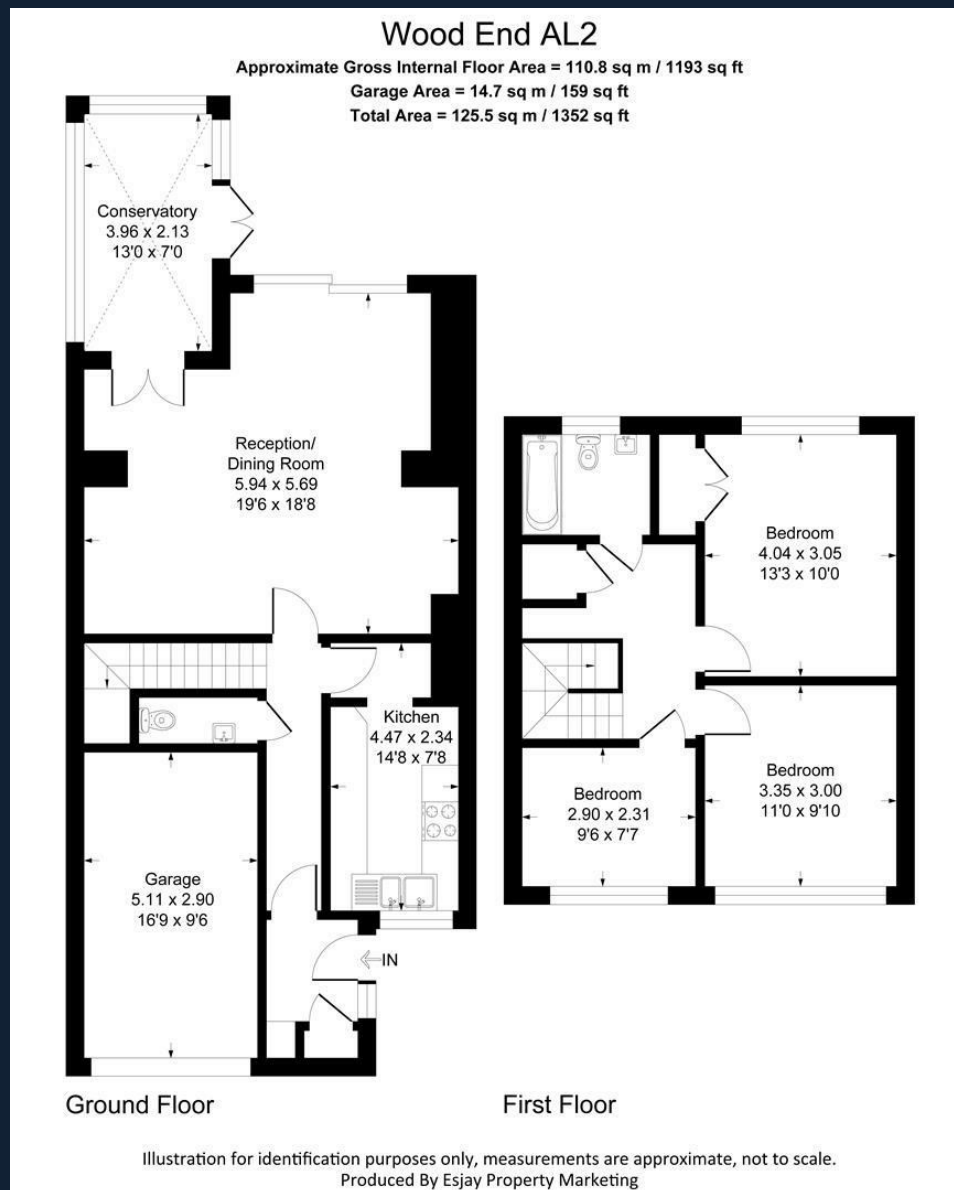 Wood End AL2
Approximate Gross Internal Floor Area = 110.8 sq m / 1193 sq ft
Garage Area = 14.7 sq m / 159 sq ft
Total Area = 125.5 sq m / 1352 sq ft
Conservatory
3.96 x 2.13
13'0 x 7'0
Reception/
Dining Room
5.94 x 5.69
19'6 x 18'8
Kitchen
4.47 x 2.34
14'8 x 7'8
Garage
5.11 x 2.90
16'9 x 9'6
IN
Ground Floor
Bedroom
4.04 x 3.05
13'3 x 10'0
Bedroom
3.35 x 3.00
11'0 x 9'10
Bedroom
2.90 x 2.31
9'6 x 7'7
First Floor
Illustration for identification purposes only, measurements are approximate, not to scale.
Produced By Esjay Property Marketing